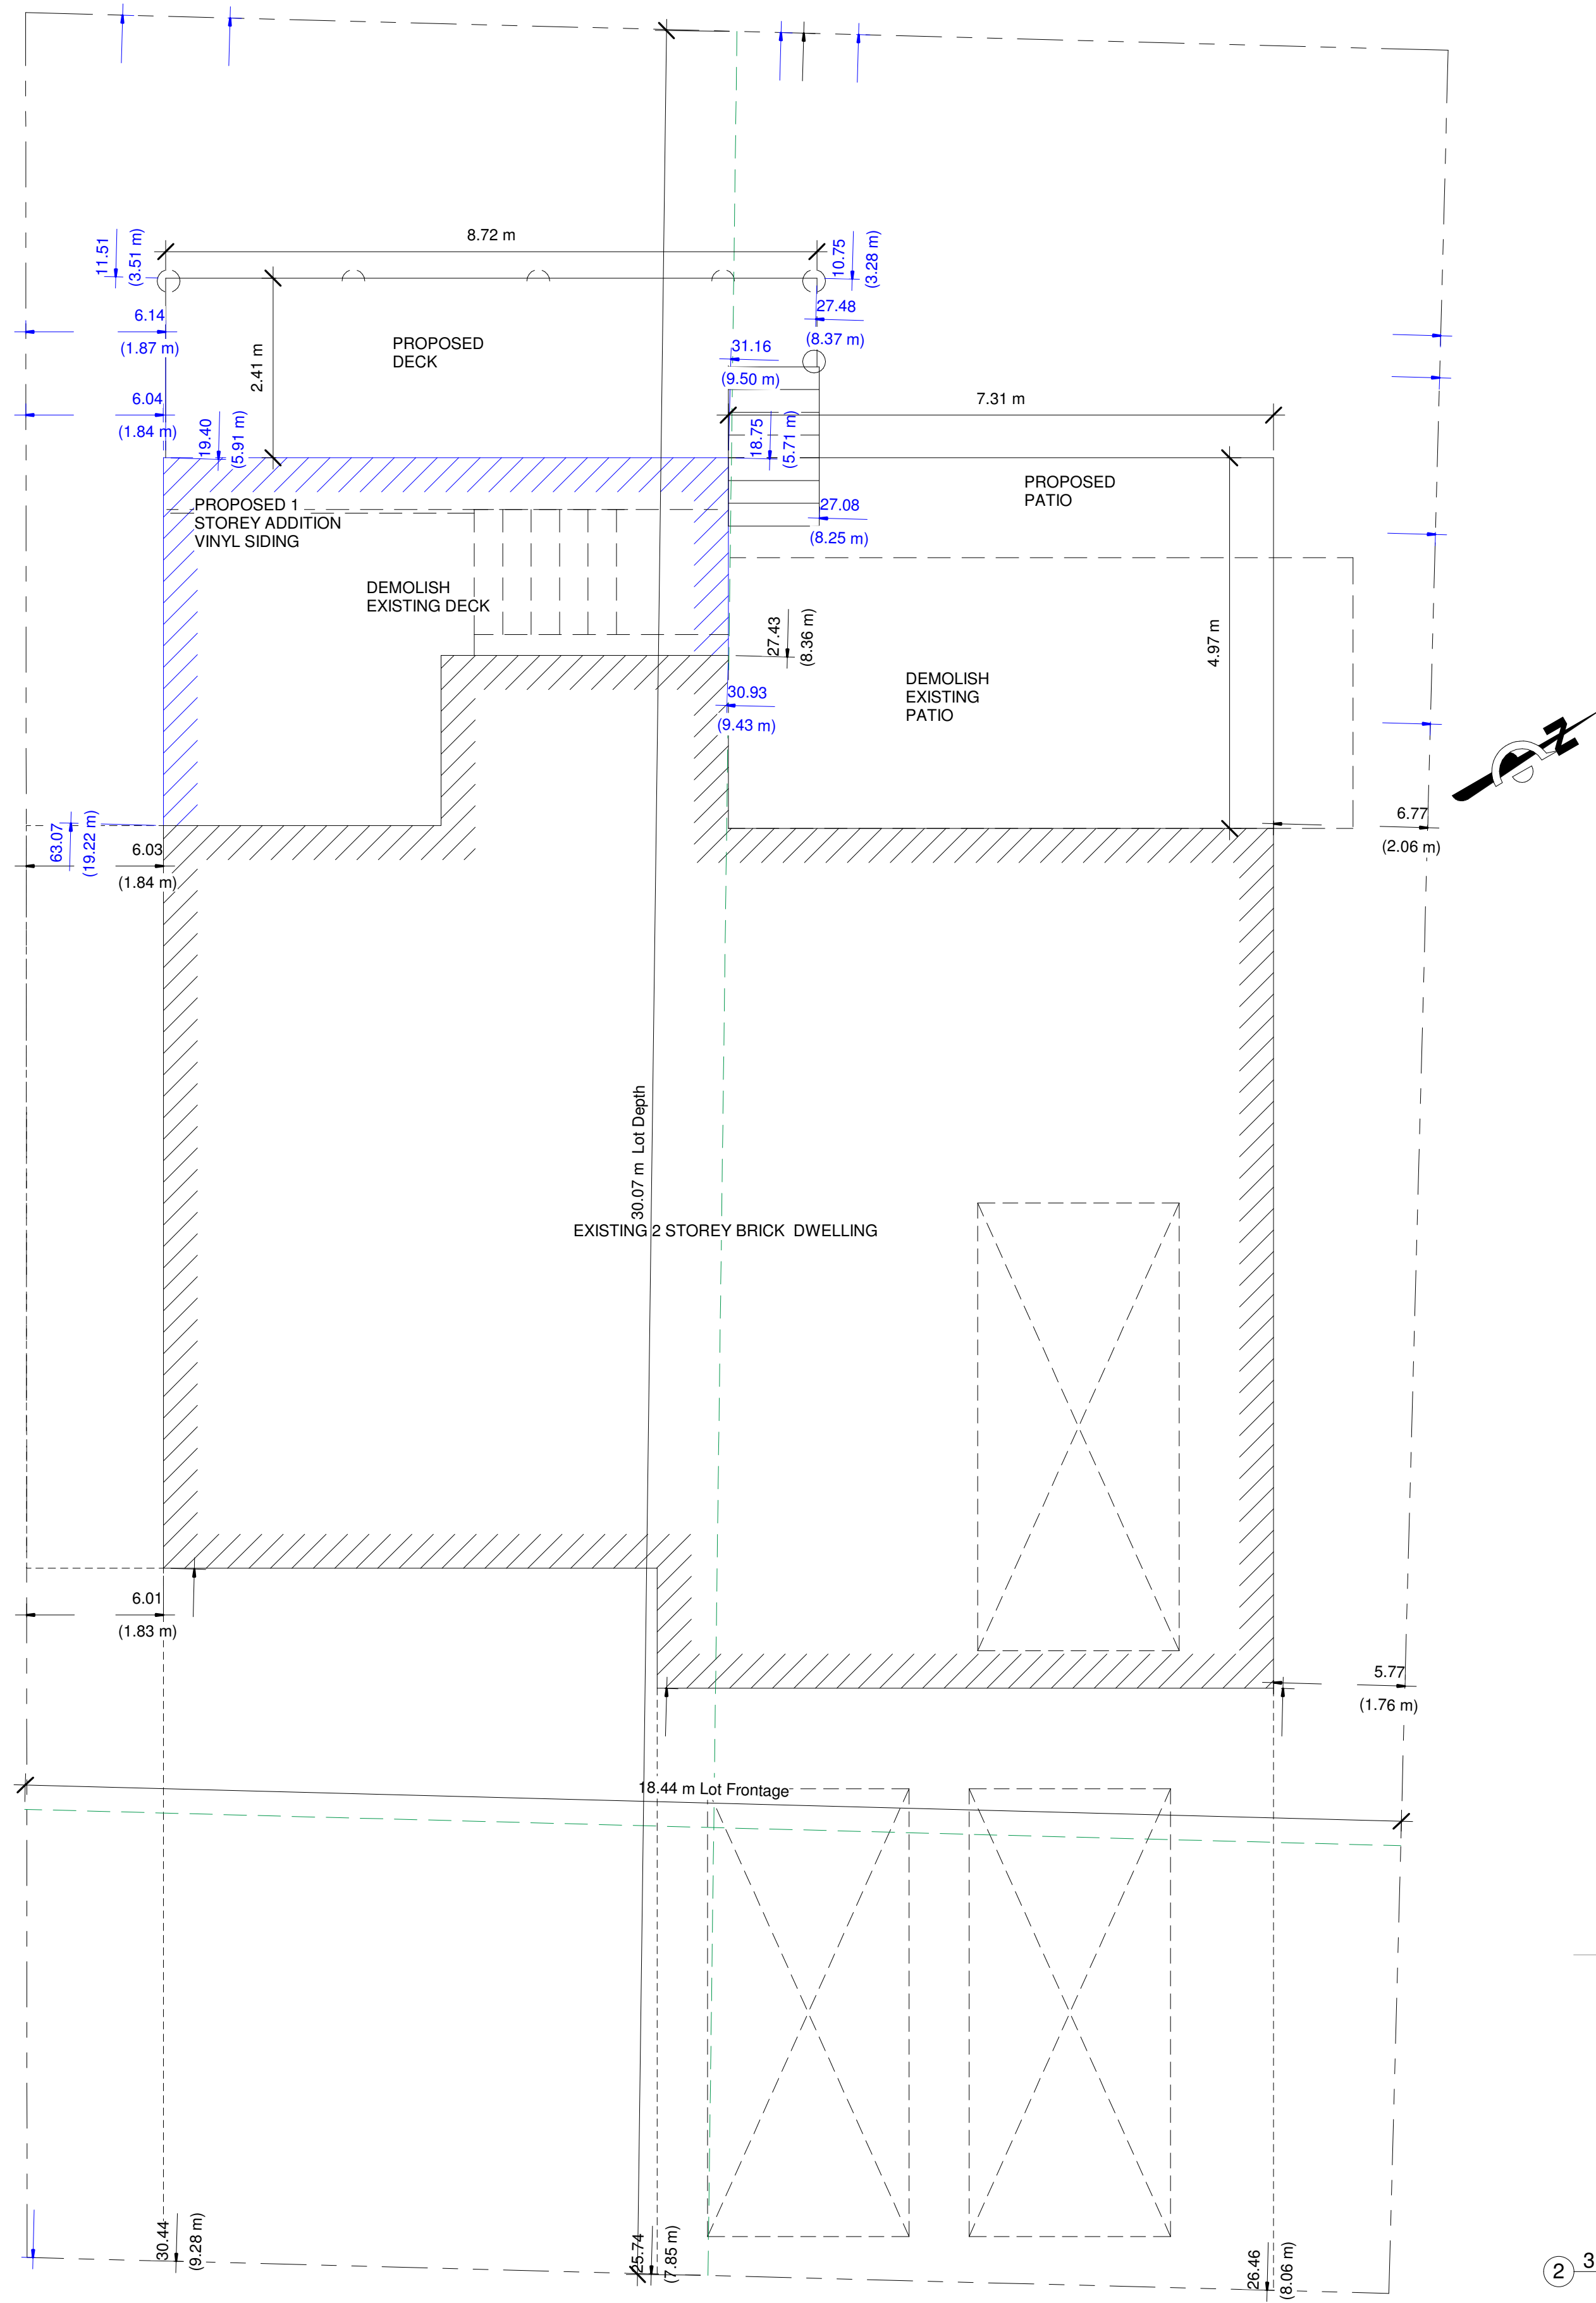 8.72 m
11.51
(3.51 m)
10.75
(3.28 m)
6.14
(1.87 m)
27.48
(8.37 m)
PROPOSED
DECK
2.41 m
31.16
(9.50 m)
6.04
(1.84 m)
7.31 m
19.40
(5.91 m)
18.75
(5.71 m)
PROPOSED
PATIO
PROPOSED 1
STOREY ADDITION
VINYL SIDING
27.08
(8.25 m)
DEMOLISH
EXISTING DECK
27.43
(8.36 m)
4.97 m
DEMOLISH
EXISTING
PATIO
30.93
(9.43 m)
N
63.07
(19.22 m)
6.03
(1.84 m)
6.77
(2.06 m)
30.07 m Lot Depth
EXISTING 2 STOREY BRICK DWELLING
6.01
(1.83 m)
5.77
(1.76 m)
18.44 m Lot Frontage
30.44
(9.28 m)
25.74
(7.85 m)
26.46
(8.06 m)
2
3